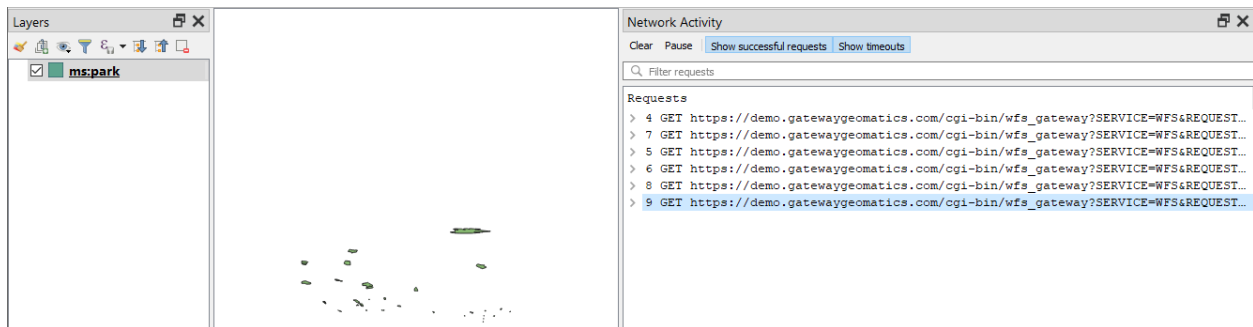 Layers
ms:park
Network Activity
Clear Pause Show successful requests Show timeouts
Filter requests
Requests
> 4 GET https://demo.gatewaygeomatics.com/cgi-bin/wfs_gateway?SERVICE=WFS&REQUEST…
> 7 GET https://demo.gatewaygeomatics.com/cgi-bin/wfs_gateway?SERVICE=WFS&REQUEST…
> 5 GET https://demo.gatewaygeomatics.com/cgi-bin/wfs_gateway?SERVICE=WFS&REQUEST…
> 6 GET https://demo.gatewaygeomatics.com/cgi-bin/wfs_gateway?SERVICE=WFS&REQUEST…
> 8 GET https://demo.gatewaygeomatics.com/cgi-bin/wfs_gateway?SERVICE=WFS&REQUEST…
> 9 GET https://demo.gatewaygeomatics.com/cgi-bin/wfs_gateway?SERVICE=WFS&REQUEST…